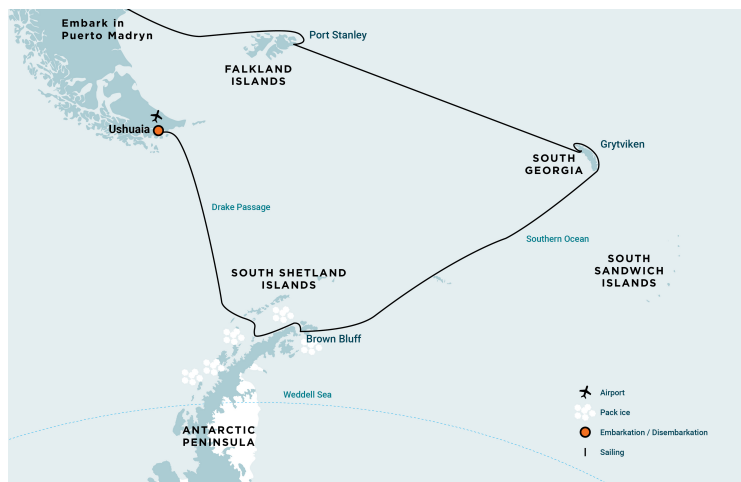 Embark in
Puerto Madryn
Port Stanley
FALKLAND
ISLANDS
Ushuaia
Grytviken
SOUTH
GEORGIA
Drake Passage
Southern Ocean
SOUTH
SANDWICH
ISLANDS
SOUTH SHETLAND
ISLANDS
Brown Bluff
Weddell Sea
ANTARCTIC
PENINSULA
Airport
Pack ice
Embarkation / Disembarkation
Sailing